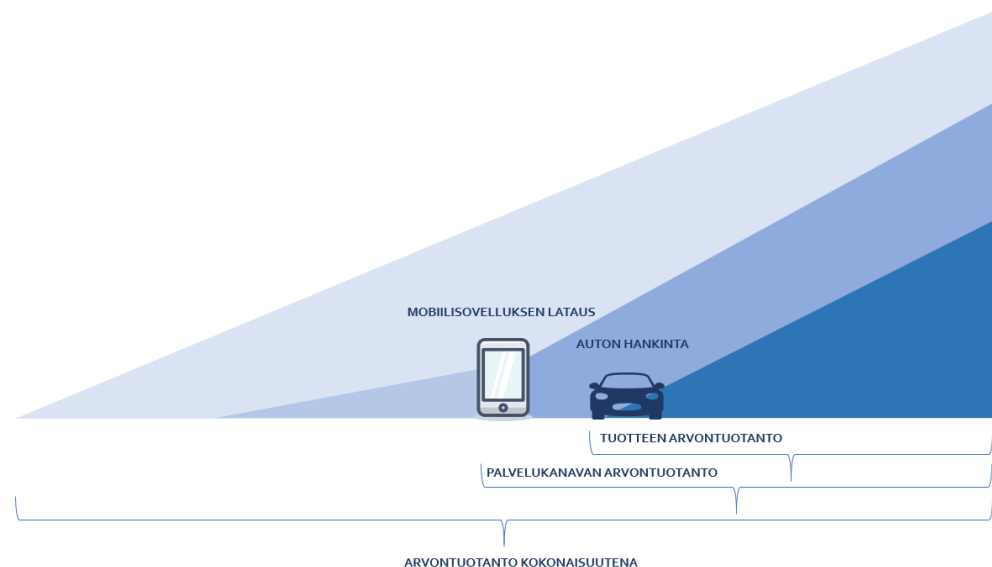 MOBIILISOVELLUKSEN LATAUS
AUTON HANKINTA
TUOTTEEN ARVONTUOTANTO
PALVELUKANAVAN ARVONTUOTANTO
ARVONTUOTANTO KOKONAISUUTENA